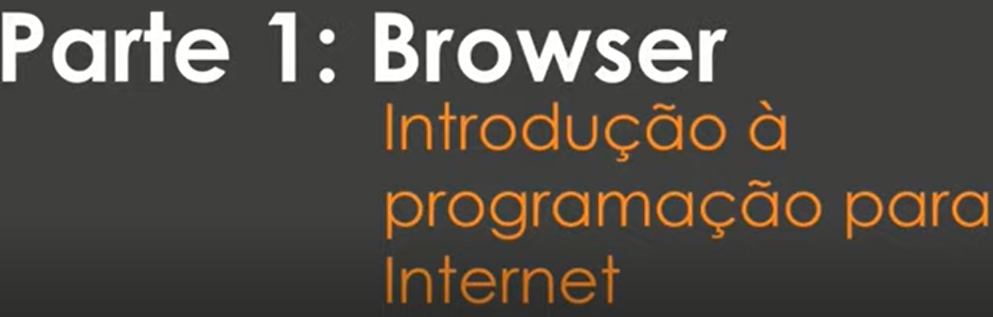 Parte 1: Browser
Introdução à
programação para
Internet